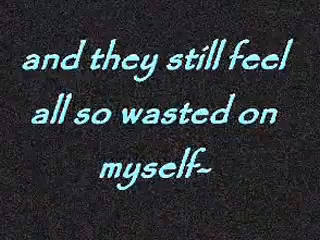 and they still feel
all so wasted on
myself-